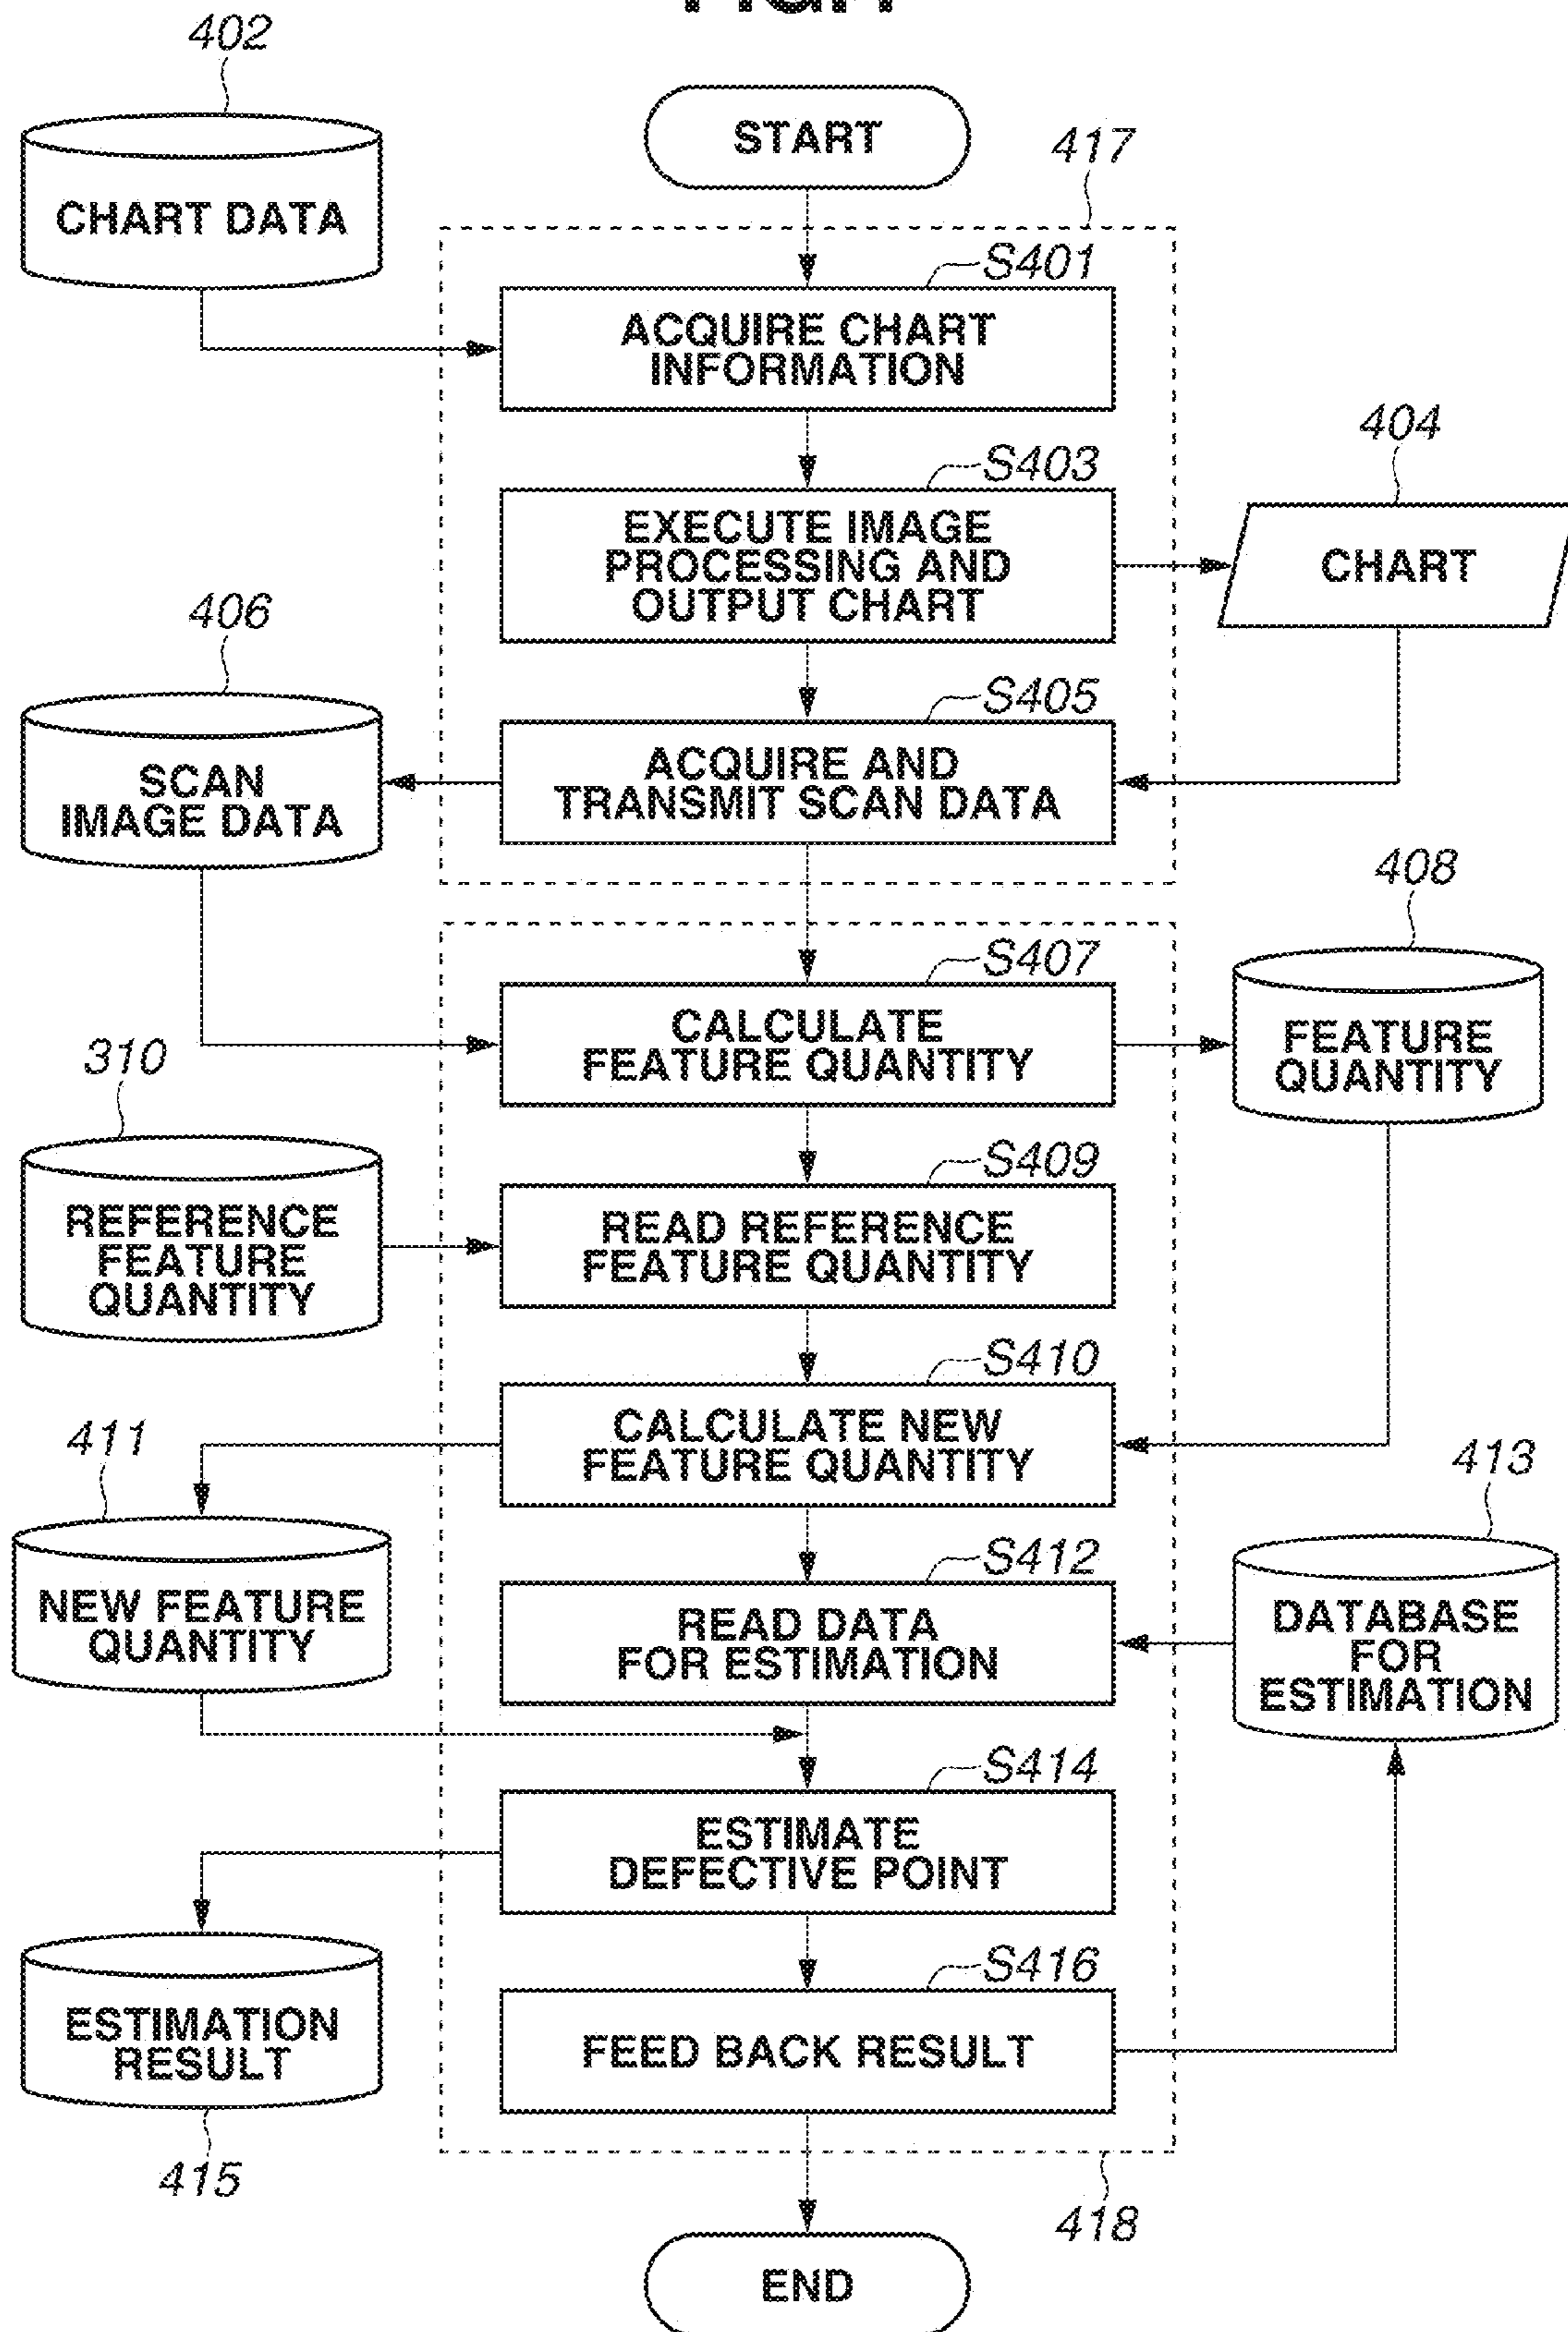 402
START
417
CHART DATA
S401
ACQUIRE CHART
INFORMATION
404
S403
EXECUTE IMAGE
PROCESSING AND
OUTPUT CHART
CHART
406
S405
SCAN
IMAGE DATA
ACQUIRE AND
TRANSMIT SCAN DATA
408
S407
CALCULATE
FEATURE QUANTITY
FEATURE
QUANTITY
310
S409
REFERENCE
FEATURE
QUANTITY
READ REFERENCE
FEATURE QUANTITY
S410
CALCULATE NEW
FEATURE QUANTITY
411
413
NEW FEATURE
QUANTITY
S412
READ DATA
FOR ESTIMATION
DATABASE
FOR
ESTIMATION
S414
ESTIMATE
DEFECTIVE POINT
S416
ESTIMATION
RESULT
FEED BACK RESULT
415
418
END